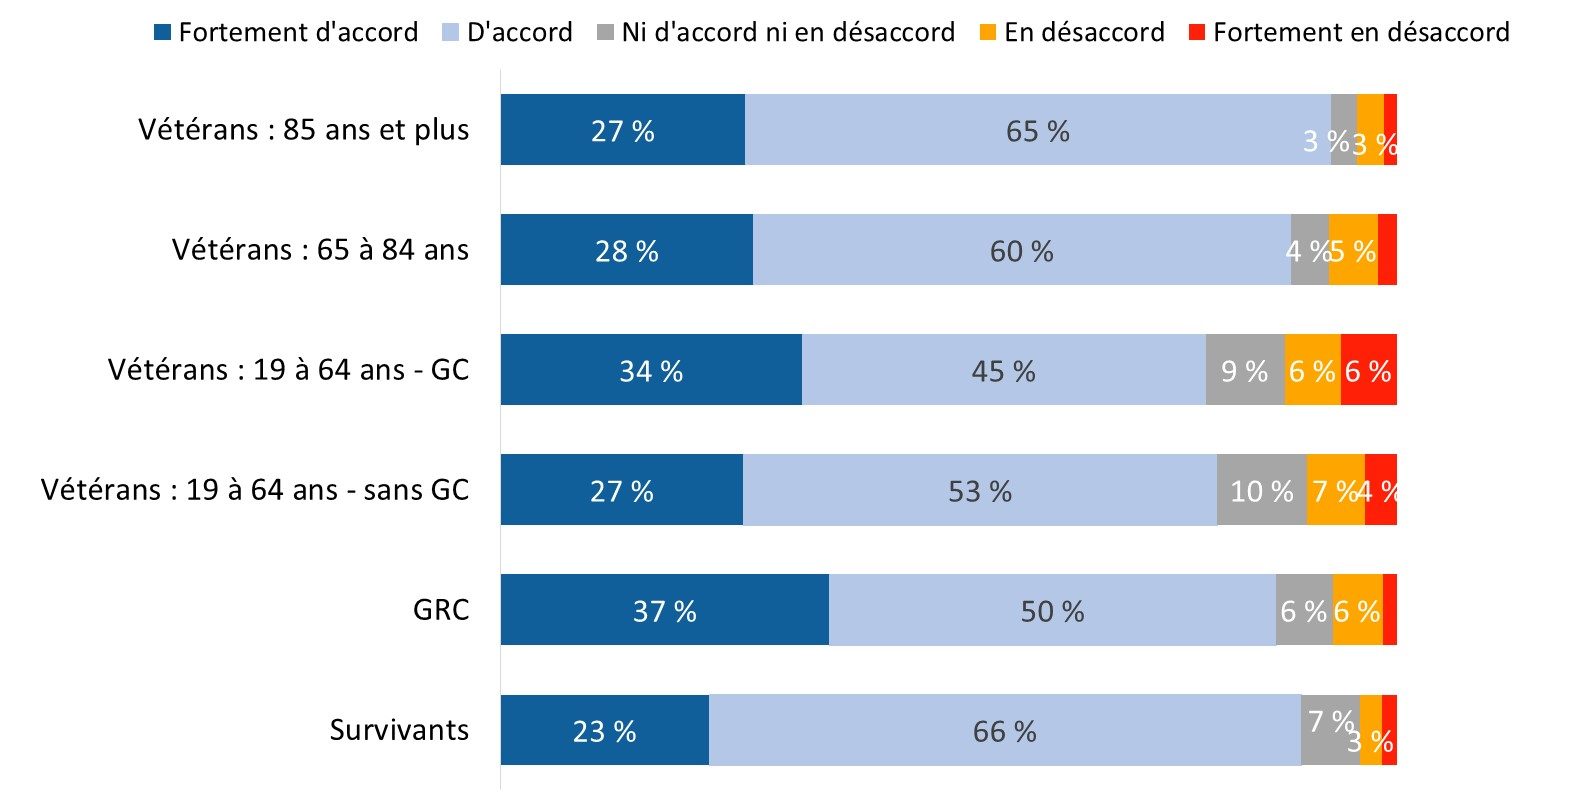 Fortement d'accord D'accord Ni d'accord ni en désaccord En désaccord Fortement en désaccord
Vétérans : 85 ans et plus 27 % 65 % 3 % 3 %
Vétérans : 65 à 84 ans 28 % 60 % 4 % 5 %
Vétérans : 19 à 64 ans - GC 34 % 45 % 9 % 6 % 6 %
Vétérans : 19 à 64 ans - sans GC 27 % 53 % 10 % 7 % 4 %
GRC 37 % 50 % 6 % 6 %
Survivants 23 % 66 % 7 % 3 %